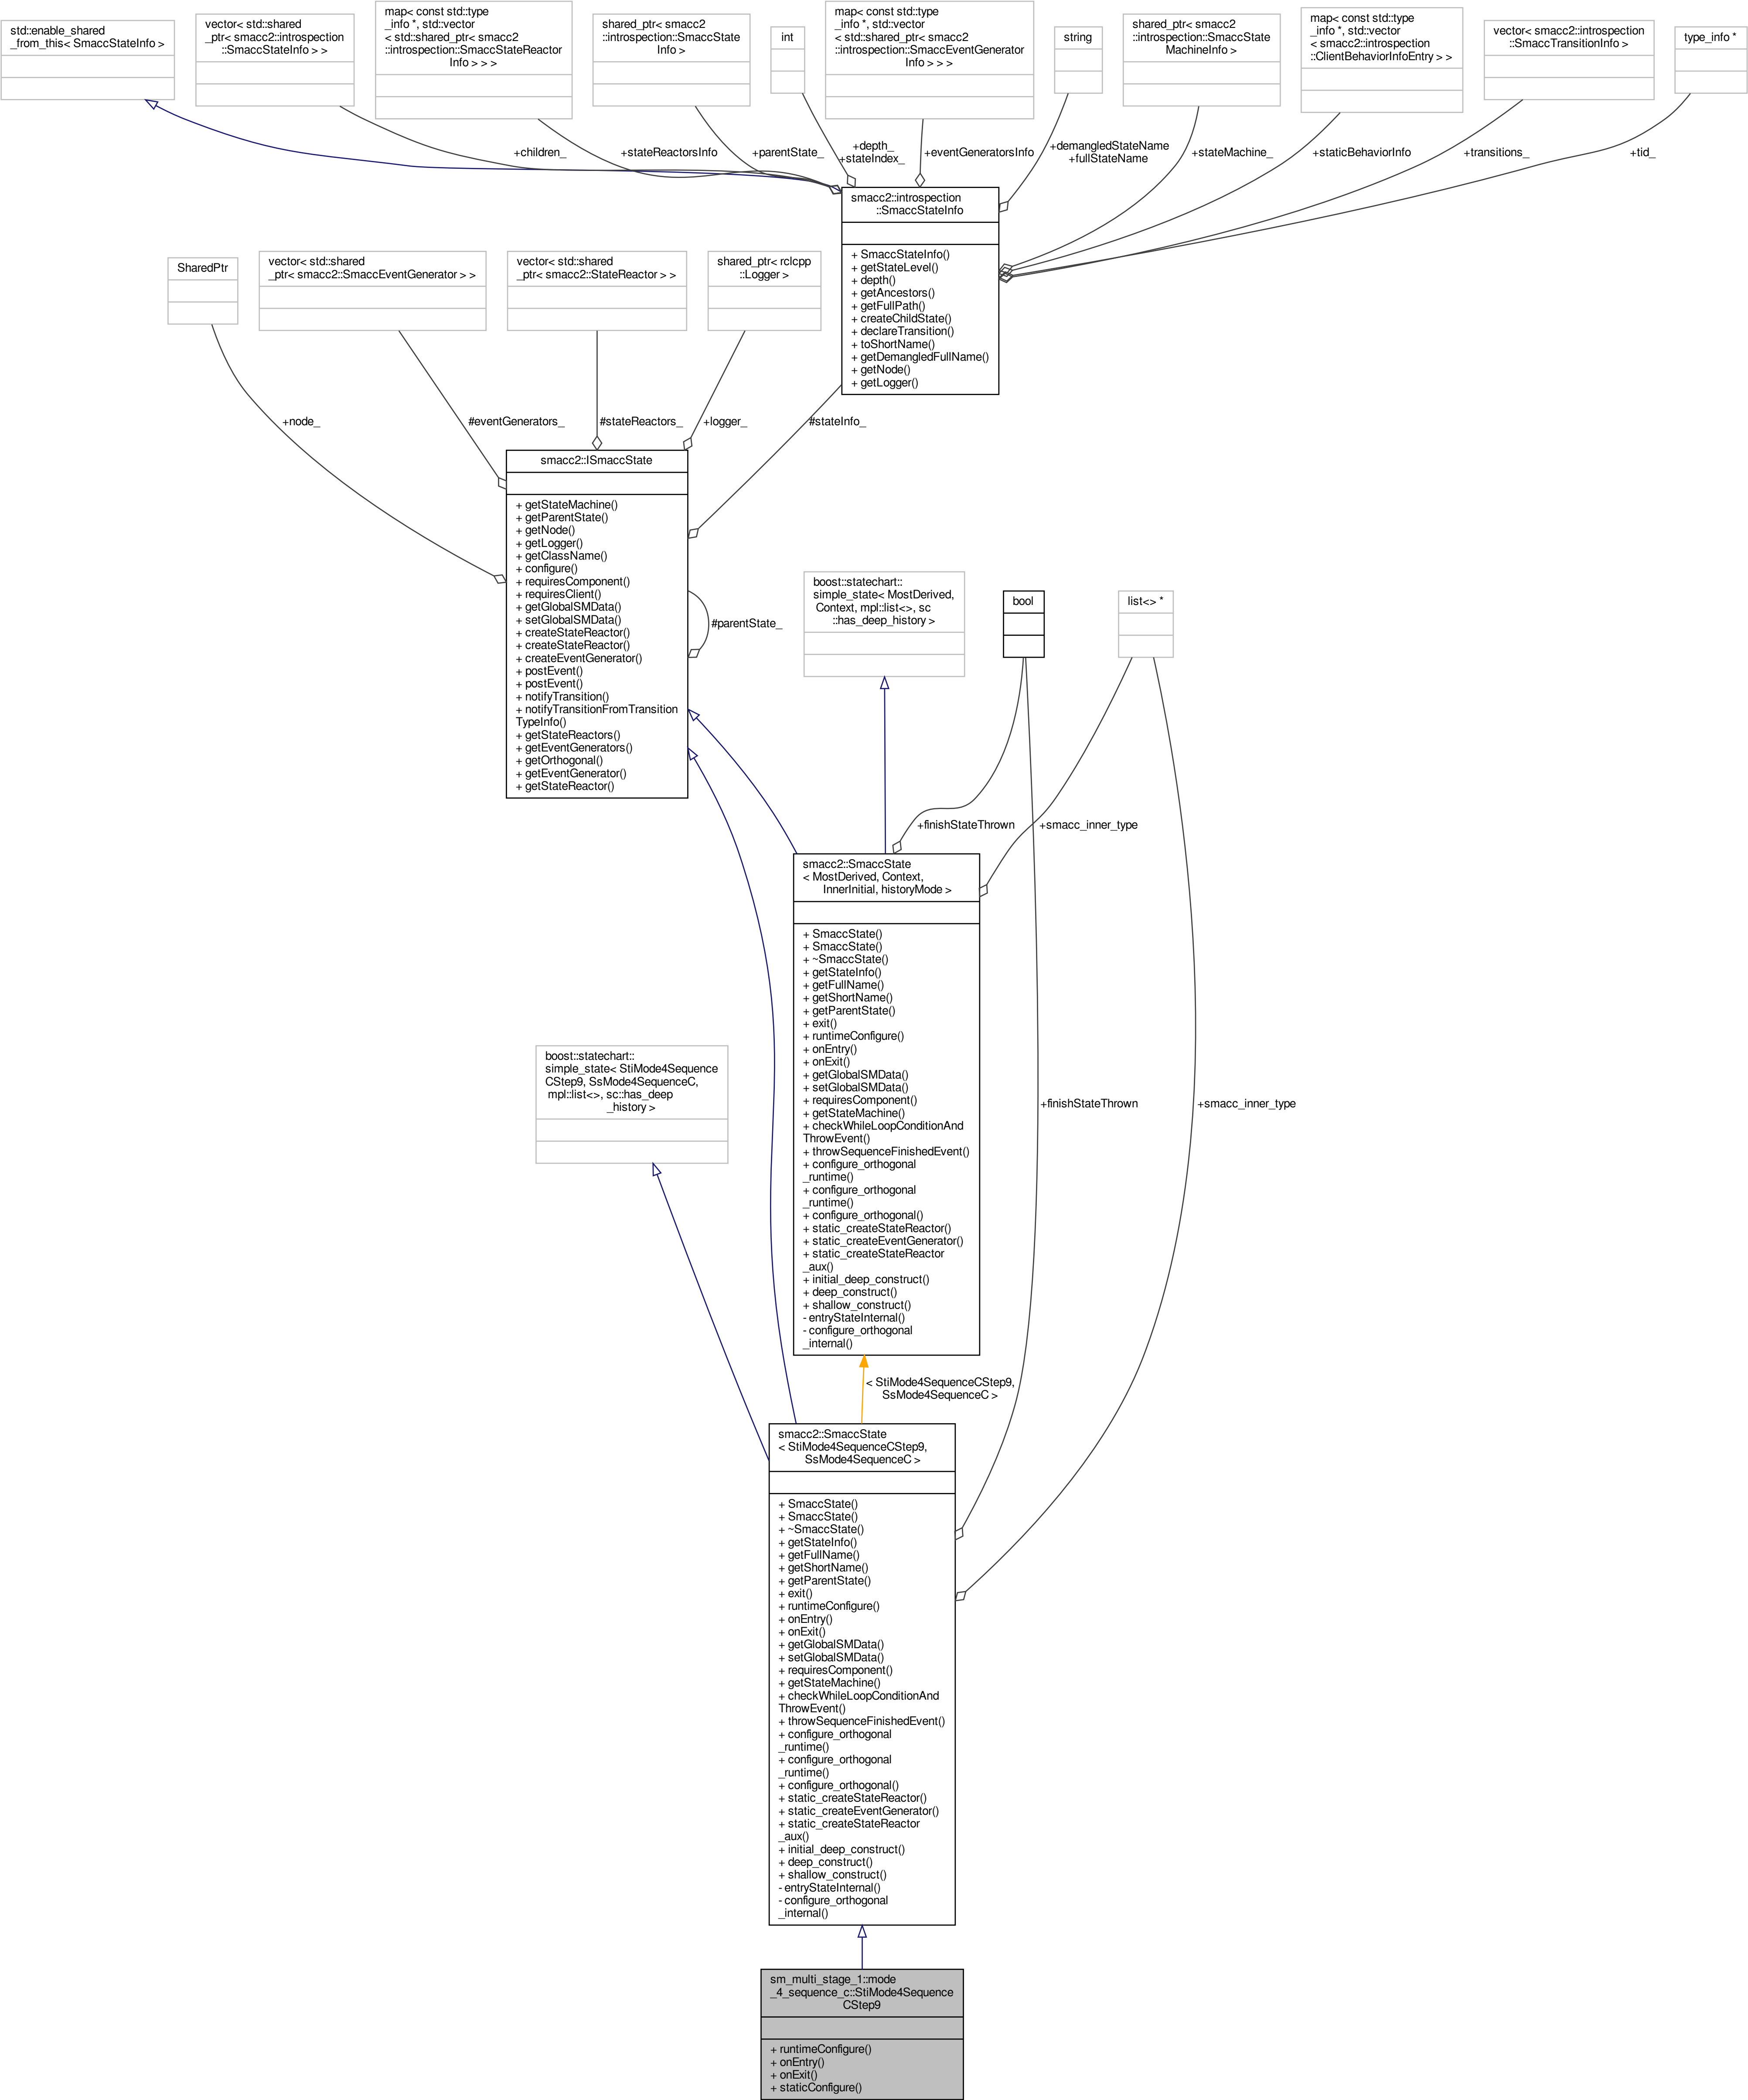 std::enable_shared
_from_this< SmaccStateInfo >
vector< std::shared
_ptr< smacc2::introspection
::SmaccStateInfo > >
map< const std::type
_info *, std::vector
< std::shared_ptr< smacc2
::introspection::SmaccStateReactor
Info > > >
shared_ptr< smacc2
::introspection::SmaccState
Info >
int
map< const std::type
_info *, std::vector
< std::shared_ptr< smacc2
::introspection::SmaccEventGenerator
Info > > >
string
shared_ptr< smacc2
::introspection::SmaccState
MachineInfo >
map< const std::type
_info *, std::vector
< smacc2::introspection
::ClientBehaviorInfoEntry > >
vector< smacc2::introspection
::SmaccTransitionInfo >
type_info *
+children_
+stateReactorsInfo
+parentState_
+depth_
+stateIndex_
+eventGeneratorsInfo
+demangledStateName
+fullStateName
+stateMachine_
+staticBehaviorInfo
+transitions_
+tid_
smacc2::introspection
::SmaccStateInfo
+ SmaccStateInfo()
+ getStateLevel()
+ depth()
+ getAncestors()
+ getFullPath()
+ createChildState()
+ declareTransition()
+ toShortName()
+ getDemangledFullName()
+ getNode()
+ getLogger()
SharedPtr
vector< std::shared
_ptr< smacc2::SmaccEventGenerator > >
vector< std::shared
_ptr< smacc2::StateReactor > >
shared_ptr< rclcpp
::Logger >
+node_
#eventGenerators_
#stateReactors_
+logger_
#stateInfo_
smacc2::ISmaccState
+ getStateMachine()
+ getParentState()
+ getNode()
+ getLogger()
+ getClassName()
+ configure()
+ requiresComponent()
+ requiresClient()
+ getGlobalSMData()
+ setGlobalSMData()
+ createStateReactor()
+ createStateReactor()
+ createEventGenerator()
+ postEvent()
+ postEvent()
+ notifyTransition()
+ notifyTransitionFromTransition
TypeInfo()
+ getStateReactors()
+ getEventGenerators()
+ getOrthogonal()
+ getEventGenerator()
+ getStateReactor()
#parentState_
boost::statechart::
simple_state< MostDerived,
Context, mpl::list<>, sc
::has_deep_history >
bool
list<> *
+finishStateThrown
+smacc_inner_type
smacc2::SmaccState
< MostDerived, Context,
InnerInitial, historyMode >
+ SmaccState()
+ SmaccState()
+ ~SmaccState()
+ getStateInfo()
+ getFullName()
+ getShortName()
+ getParentState()
+ exit()
+ runtimeConfigure()
+ onEntry()
+ onExit()
+ getGlobalSMData()
+ setGlobalSMData()
+ requiresComponent()
+ getStateMachine()
+ checkWhileLoopConditionAnd
ThrowEvent()
+ throwSequenceFinishedEvent()
+ configure_orthogonal
_runtime()
+ configure_orthogonal
_runtime()
+ configure_orthogonal()
+ static_createStateReactor()
+ static_createEventGenerator()
+ static_createStateReactor
_aux()
+ initial_deep_construct()
+ deep_construct()
+ shallow_construct()
- entryStateInternal()
- configure_orthogonal
_internal()
boost::statechart::
simple_state< StiMode4Sequence
CStep9, SsMode4SequenceC,
mpl::list<>, sc::has_deep
_history >
+finishStateThrown
+smacc_inner_type
< StiMode4SequenceCStep9,
SsMode4SequenceC >
smacc2::SmaccState
< StiMode4SequenceCStep9,
SsMode4SequenceC >
+ SmaccState()
+ SmaccState()
+ ~SmaccState()
+ getStateInfo()
+ getFullName()
+ getShortName()
+ getParentState()
+ exit()
+ runtimeConfigure()
+ onEntry()
+ onExit()
+ getGlobalSMData()
+ setGlobalSMData()
+ requiresComponent()
+ getStateMachine()
+ checkWhileLoopConditionAnd
ThrowEvent()
+ throwSequenceFinishedEvent()
+ configure_orthogonal
_runtime()
+ configure_orthogonal
_runtime()
+ configure_orthogonal()
+ static_createStateReactor()
+ static_createEventGenerator()
+ static_createStateReactor
_aux()
+ initial_deep_construct()
+ deep_construct()
+ shallow_construct()
- entryStateInternal()
- configure_orthogonal
_internal()
sm_multi_stage_1::mode
_4_sequence_c::StiMode4Sequence
CStep9
+ runtimeConfigure()
+ onEntry()
+ onExit()
+ staticConfigure()